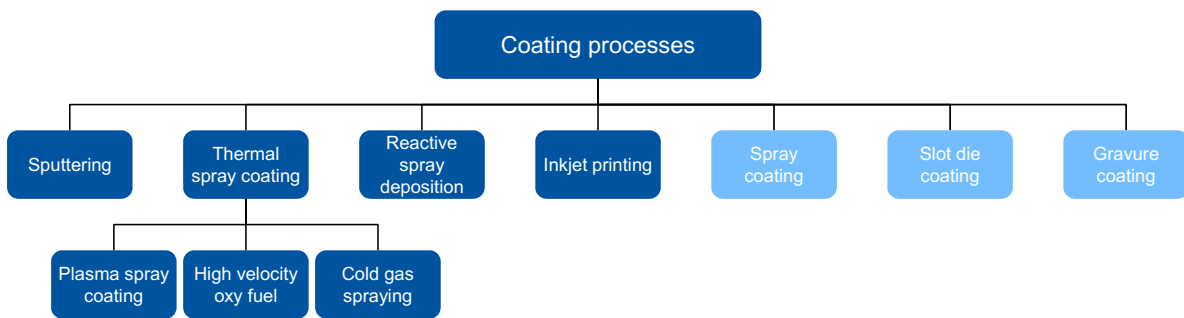 Coating processes
Sputtering
Thermal
spray coating
Reactive
spray
deposition
Inkjet printing
Spray
coating
Slot die
coating
Gravure
coating
Plasma spray
coating
High velocity
oxy fuel
Cold gas
spraying